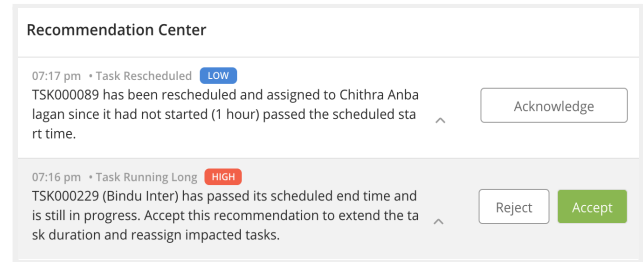 Recommendation Center
07:17 pm • Task Rescheduled LOW
TSK000089 has been rescheduled and assigned to Chithra Anba
lagan since it had not started (1 hour) passed the scheduled sta
rt time.
Acknowledge
07:16 pm • Task Running Long HIGH
TSK000229 (Bindu Inter) has passed its scheduled end time and
is still in progress. Accept this recommendation to extend the ta
sk duration and reassign impacted tasks.
Reject Accept